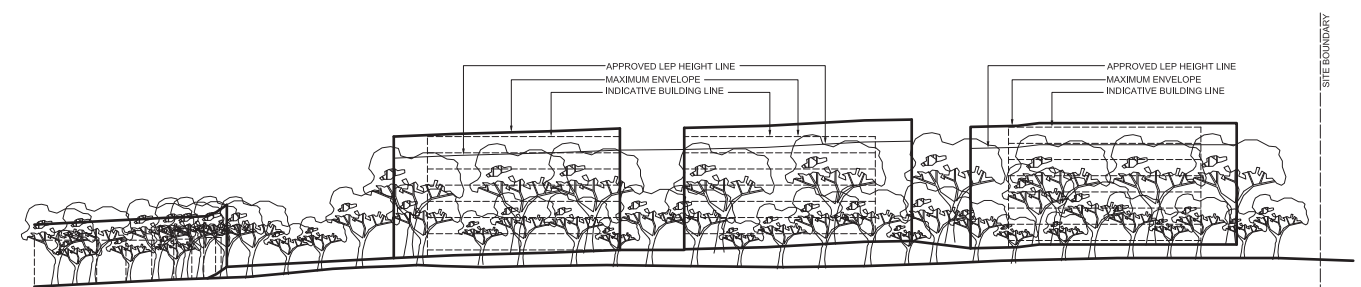 APPROVED LEP HEIGHT LINE
MAXIMUM ENVELOPE
INDICATIVE BUILDING LINE
APPROVED LEP HEIGHT LINE
MAXIMUM ENVELOPE
INDICATIVE BUILDING LINE
SITE BOUNDARY